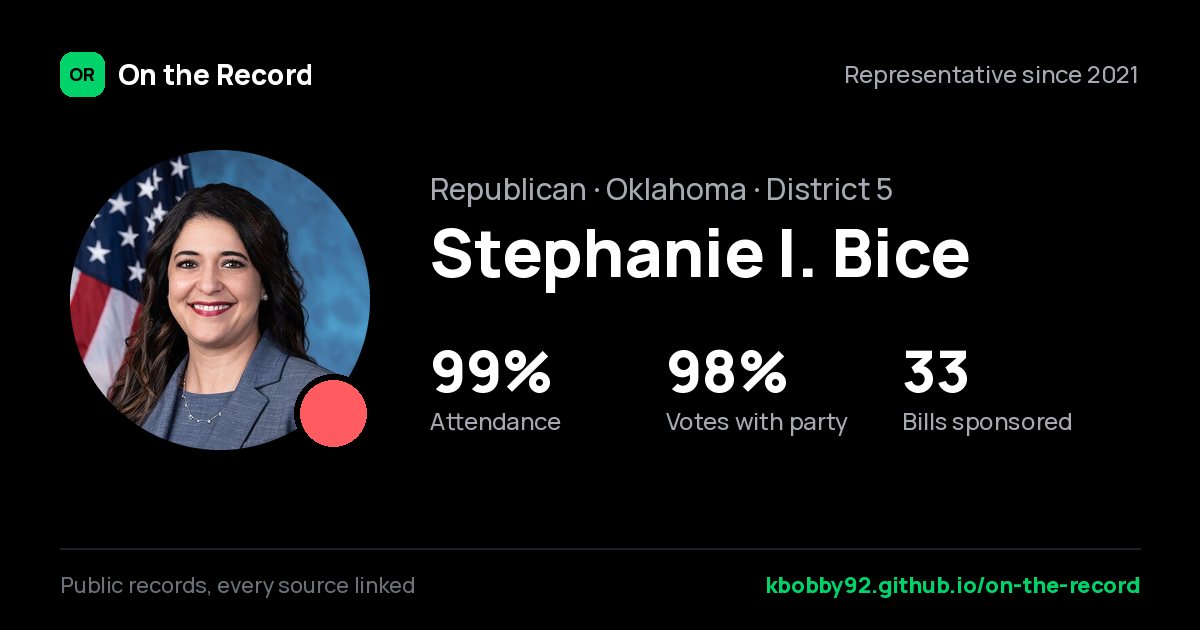 OR On the Record
Representative since 2021
Republican · Oklahoma · District 5
Stephanie I. Bice
99% 98% 33
Attendance Votes with party Bills sponsored
Public records, every source linked
kbobby92.github.io/on-the-record